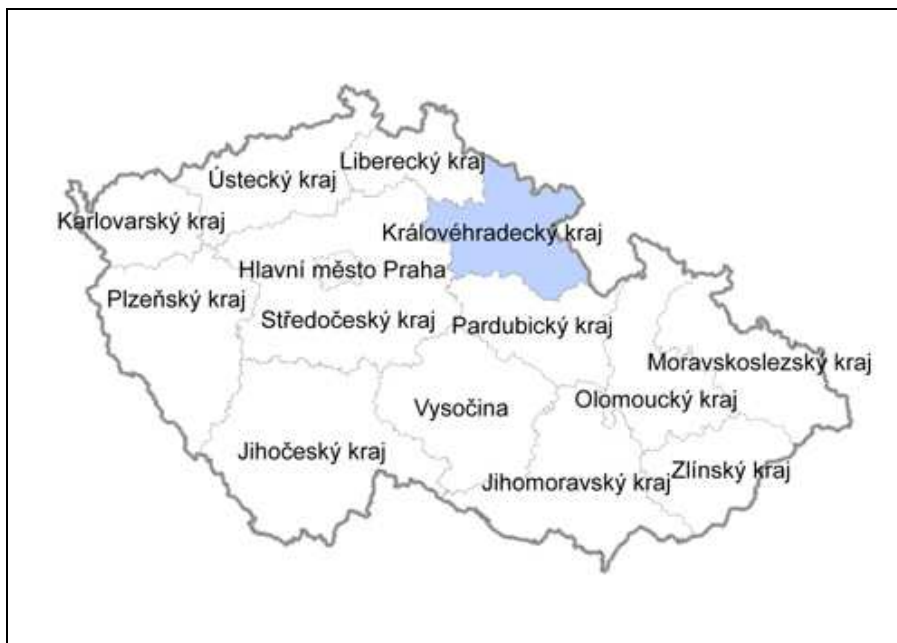 Liberecký kraj
Ústecký kraj
Karlovarský kraj
Královéhradecký kraj
Hlavní město Praha
Plzeňský kraj
Středočeský kraj
Pardubický kraj
Moravskoslezský kraj
Olomoucký kraj
Vysočina
Jihočeský kraj
Zlínský kraj
Jihomoravský kraj